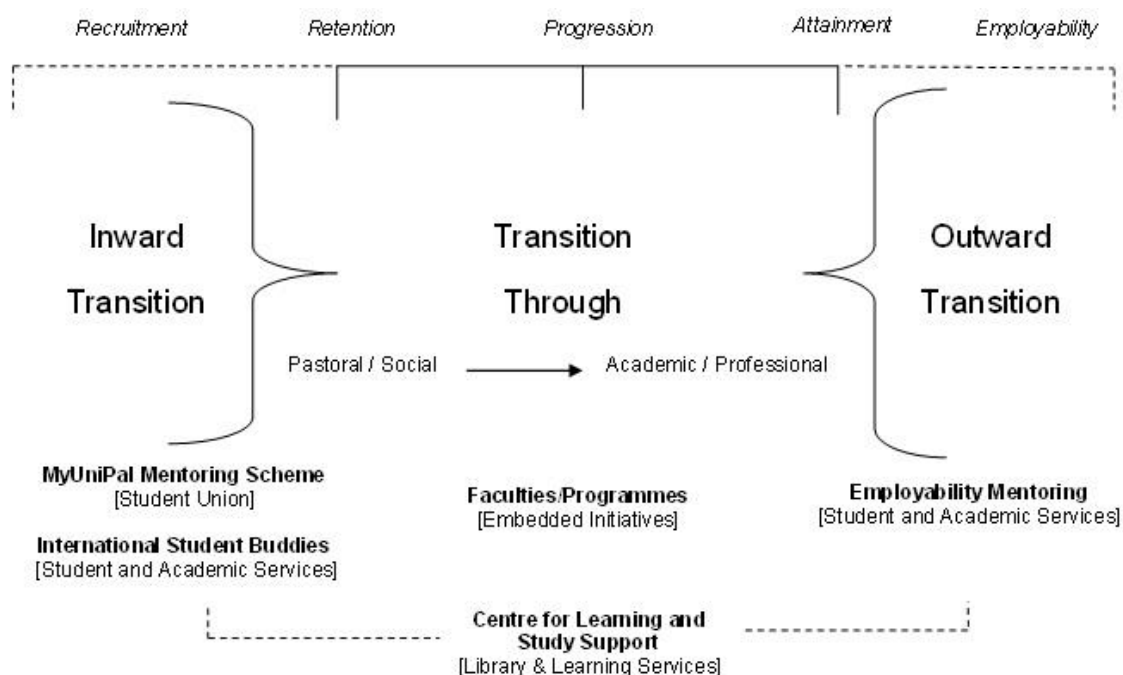 Recruitment Retention Progression Attainment Employability
Inward
Transition
Transition
Through
Outward
Transition
Pastoral / Social Academic / Professional
MyUniPal Mentoring Scheme
[Student Union]
International Student Buddies
[Student and Academic Services]
Faculties/Programmes
[Embedded Initiatives]
Employability Mentoring
[Student and Academic Services]
Centre for Learning and
Study Support
[Library & Learning Services]